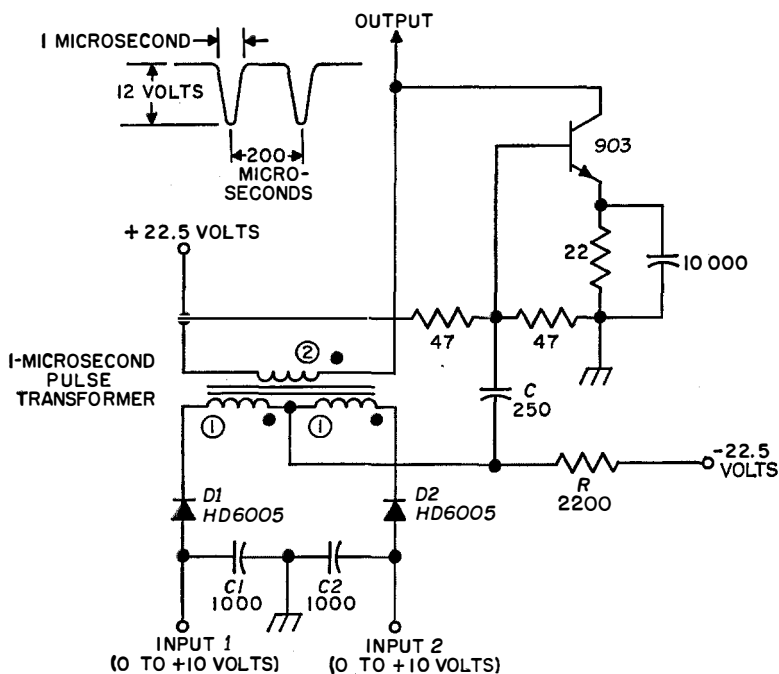 OUTPUT
1 MICROSECOND
12 VOLTS
200
MICRO-
SECONDS
903
+ 22.5 VOLTS
22
10 000
47
47
1-MICROSECOND
PULSE
TRANSFORMER
②
①
①
C
250
-22.5
VOLTS
R
2200
D1
HD6005
D2
HD6005
C1
1000
C2
1000
INPUT 1
(0 TO +10 VOLTS)
INPUT 2
(0 TO +10 VOLTS)